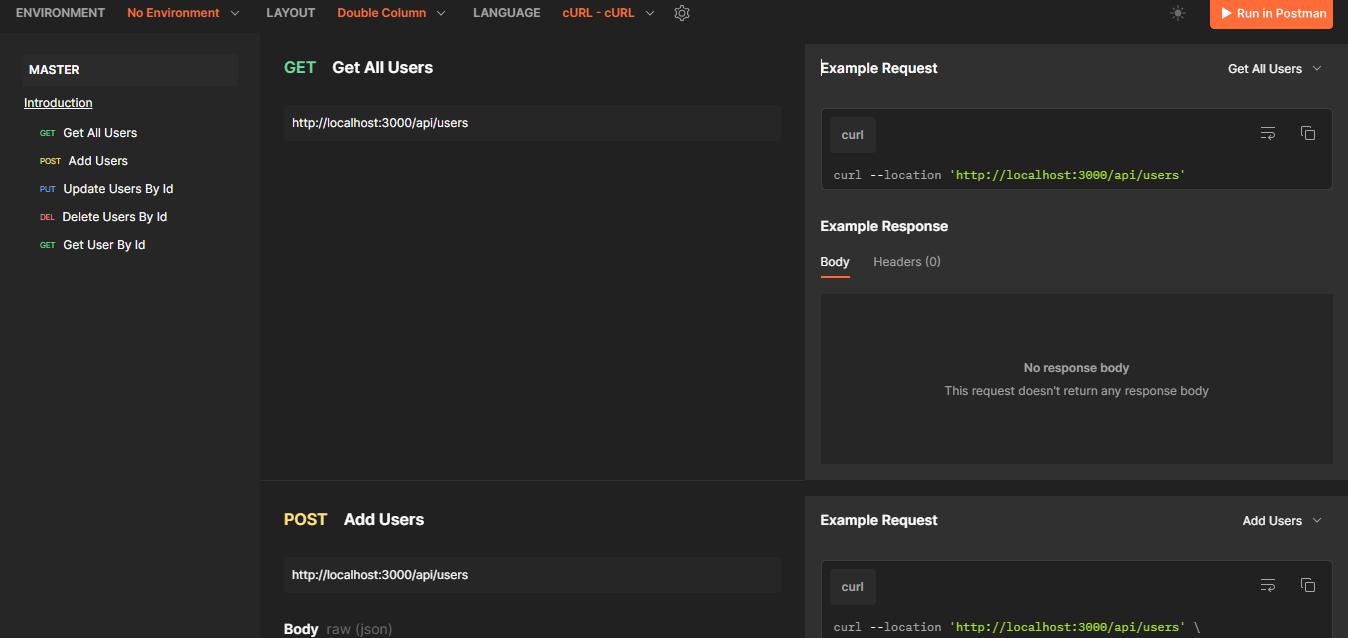 ENVIRONMENT No Environment LAYOUT Double Column LANGUAGE cURL - cURL Run in Postman
MASTER
Introduction
GET Get All Users
POST Add Users
PUT Update Users By Id
DEL Delete Users By Id
GET Get User By Id
GET Get All Users
http://localhost:3000/api/users
Example Request Get All Users
curl
curl --location 'http://localhost:3000/api/users'
Example Response
Body Headers (0)
No response body
This request doesn't return any response body
POST Add Users
http://localhost:3000/api/users
Body raw (json)
Example Request Add Users
curl
curl --location 'http://localhost:3000/api/users' \